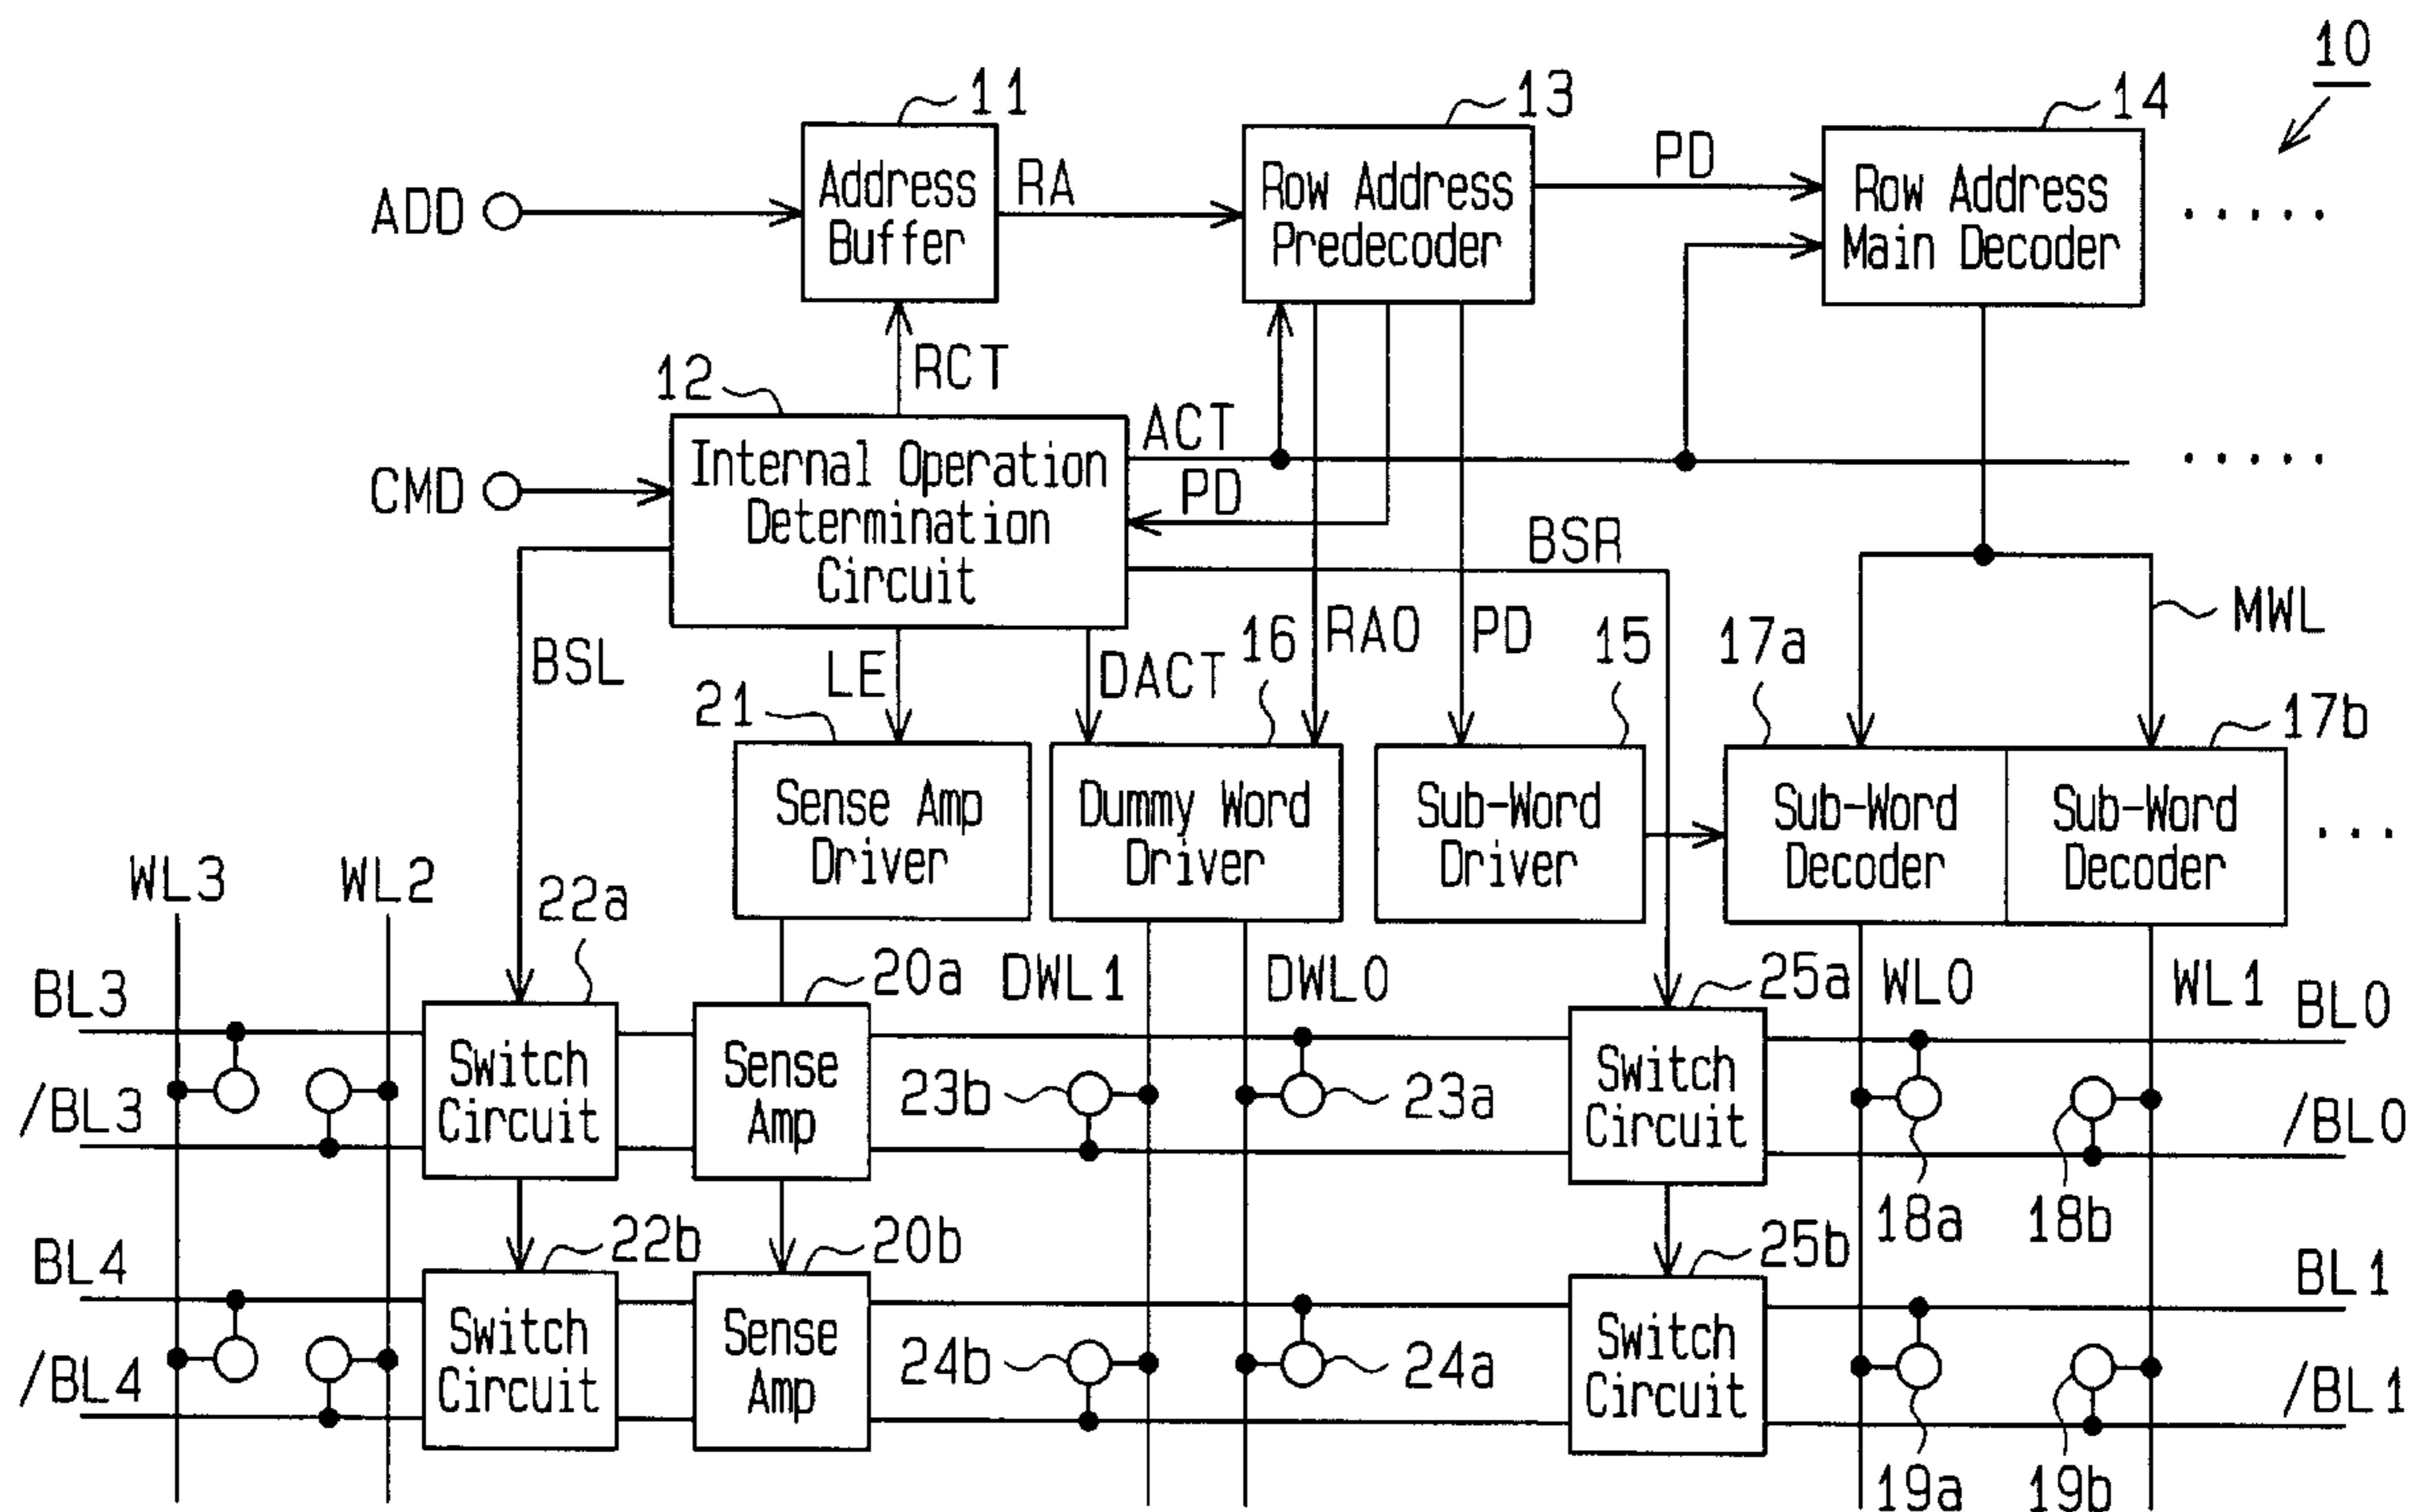 10
11
13
14
ADD
Address
Buffer
RA
Row Address
Predecoder
PD
Row Address
Main Decoder
.....
RCT
12
CMD
Internal Operation
Determination
Circuit
ACT
PD
.....
BSR
BSL
LE
DACT
16
RA0
PD
15
17a
MWL
21
17b
Sense Amp
Driver
Dummy Word
Driver
Sub-Word
Driver
Sub-Word
Decoder
Sub-Word
Decoder
...
WL3
WL2
22a
20a
DWL1
DWL0
25a
WL0
WL1
BL3
BL0
Switch
Circuit
Sense
Amp
23b
23a
Switch
Circuit
/BL3
/BL0
18a
18b
22b
20b
25b
BL4
BL1
Switch
Circuit
Sense
Amp
24b
24a
Switch
Circuit
/BL4
/BL1
19a
19b